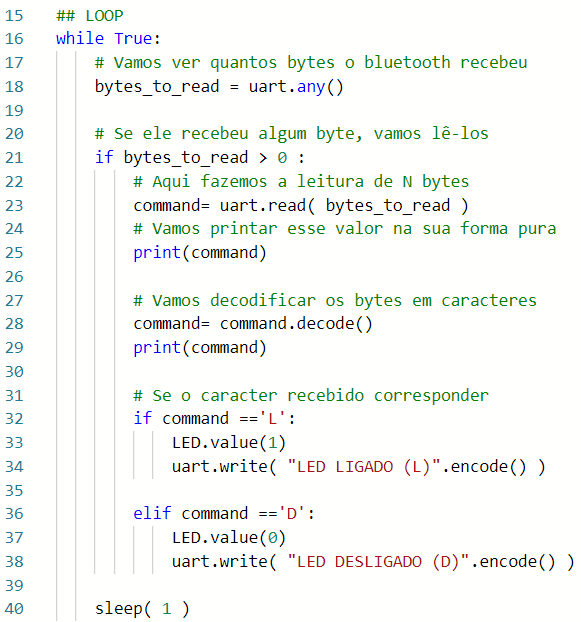 15 ## LOOP
16 while True:
17     # Vamos ver quantos bytes o bluetooth recebeu
18     bytes_to_read = uart.any()
19
20     # Se ele recebeu algum byte, vamos lê-los
21     if bytes_to_read > 0 :
22         # Aqui fazemos a leitura de N bytes
23         command= uart.read( bytes_to_read )
24         # Vamos printar esse valor na sua forma pura
25         print(command)
26
27         # Vamos decodificar os bytes em caracteres
28         command= command.decode()
29         print(command)
30
31         # Se o caracter recebido corresponder
32         if command =='L':
33             LED.value(1)
34             uart.write( "LED LIGADO (L)".encode() )
35
36         elif command =='D':
37             LED.value(0)
38             uart.write( "LED DESLIGADO (D)".encode() )
39
40     sleep( 1 )